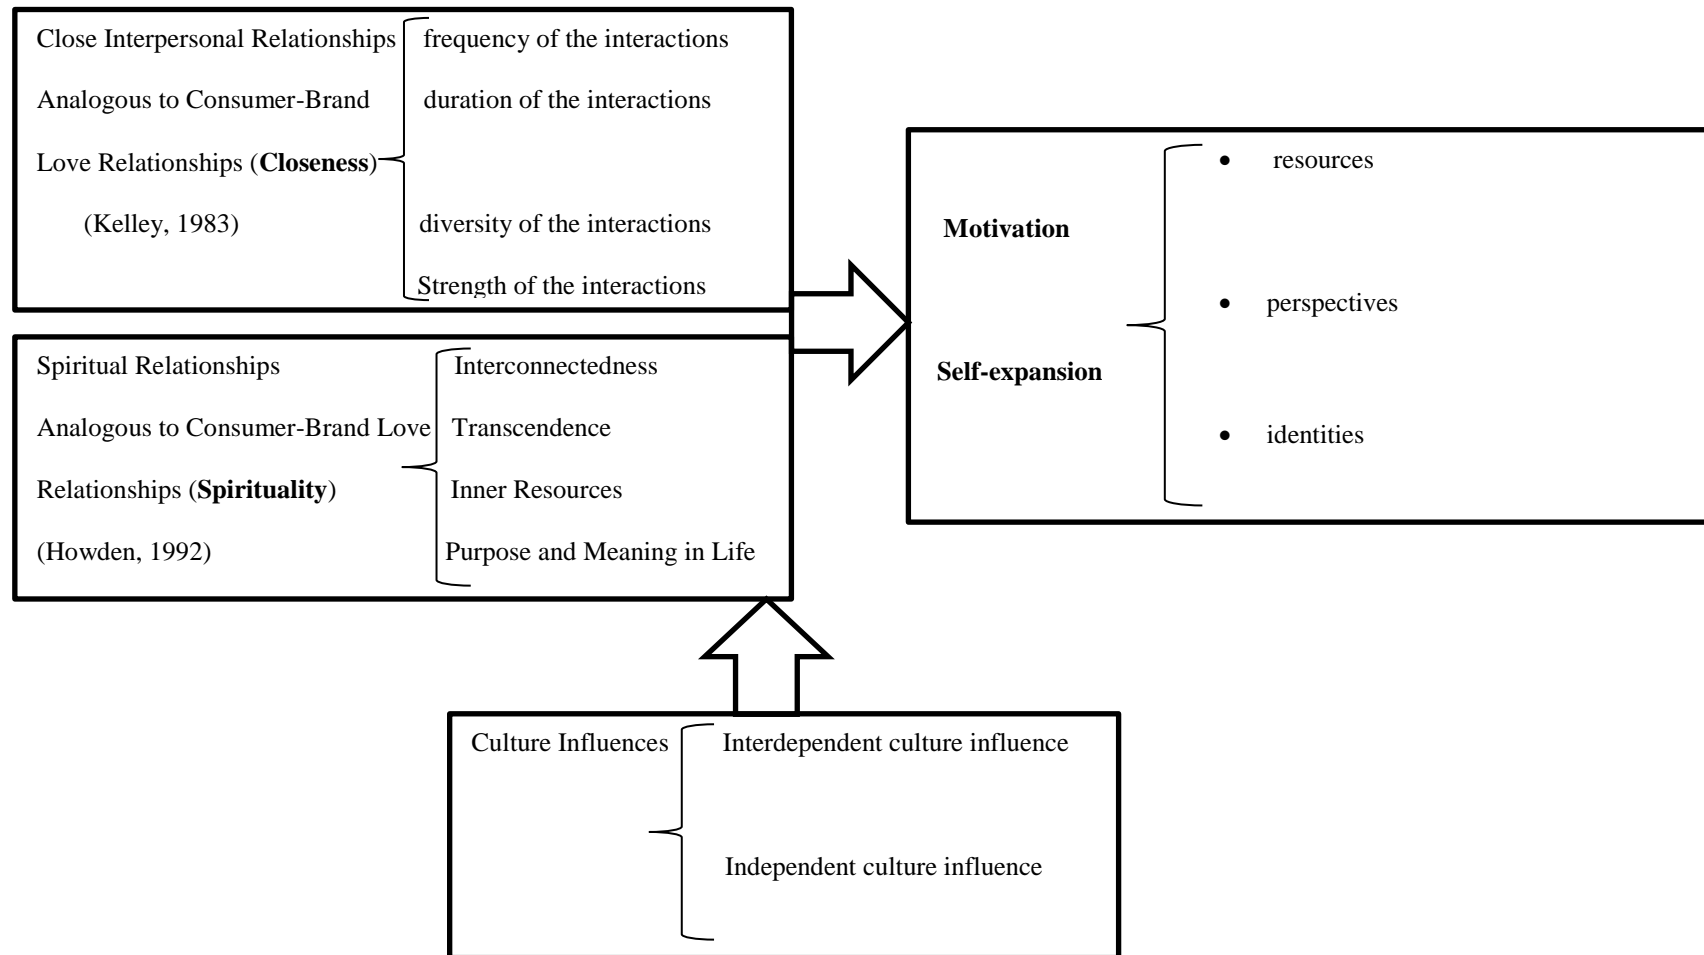 Close Interpersonal Relationships
Analogous to Consumer-Brand
Love Relationships (Closeness)
(Kelley, 1983)
frequency of the interactions
duration of the interactions
diversity of the interactions
Strength of the interactions
Spiritual Relationships
Analogous to Consumer-Brand Love
Relationships (Spirituality)
(Howden, 1992)
Interconnectedness
Transcendence
Inner Resources
Purpose and Meaning in Life
Motivation
Self-expansion
• resources
• perspectives
• identities
Culture Influences
Interdependent culture influence
Independent culture influence